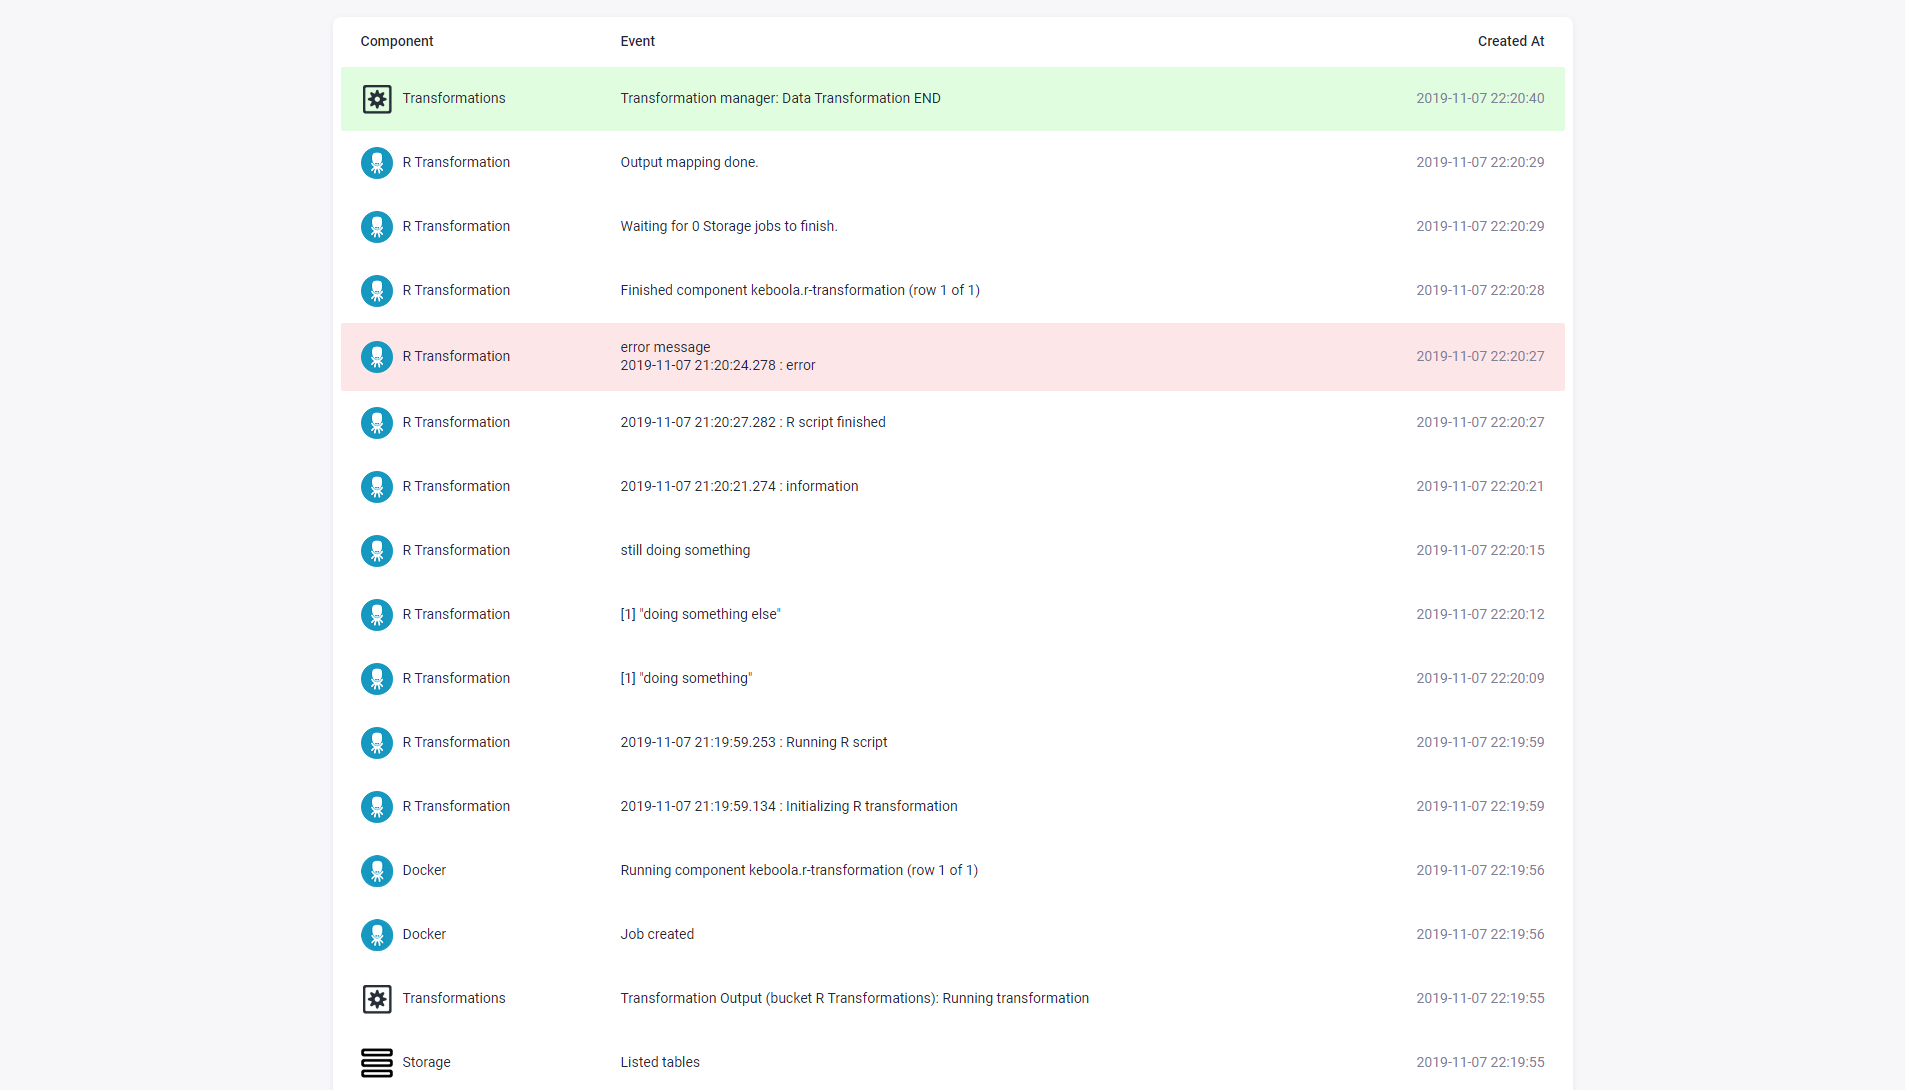 Component Event Created At
Transformations Transformation manager: Data Transformation END 2019-11-07 22:20:40
R Transformation Output mapping done. 2019-11-07 22:20:29
R Transformation Waiting for 0 Storage jobs to finish. 2019-11-07 22:20:29
R Transformation Finished component keboola.r-transformation (row 1 of 1) 2019-11-07 22:20:28
R Transformation error message 2019-11-07 22:20:27
2019-11-07 21:20:24.278 : error
R Transformation 2019-11-07 21:20:27.282 : R script finished 2019-11-07 22:20:27
R Transformation 2019-11-07 21:20:21.274 : information 2019-11-07 22:20:21
R Transformation still doing something 2019-11-07 22:20:15
R Transformation [1] "doing something else" 2019-11-07 22:20:12
R Transformation [1] "doing something" 2019-11-07 22:20:09
R Transformation 2019-11-07 21:19:59.253 : Running R script 2019-11-07 22:19:59
R Transformation 2019-11-07 21:19:59.134 : Initializing R transformation 2019-11-07 22:19:59
Docker Running component keboola.r-transformation (row 1 of 1) 2019-11-07 22:19:56
Docker Job created 2019-11-07 22:19:56
Transformations Transformation Output (bucket R Transformations): Running transformation 2019-11-07 22:19:55
Storage Listed tables 2019-11-07 22:19:55